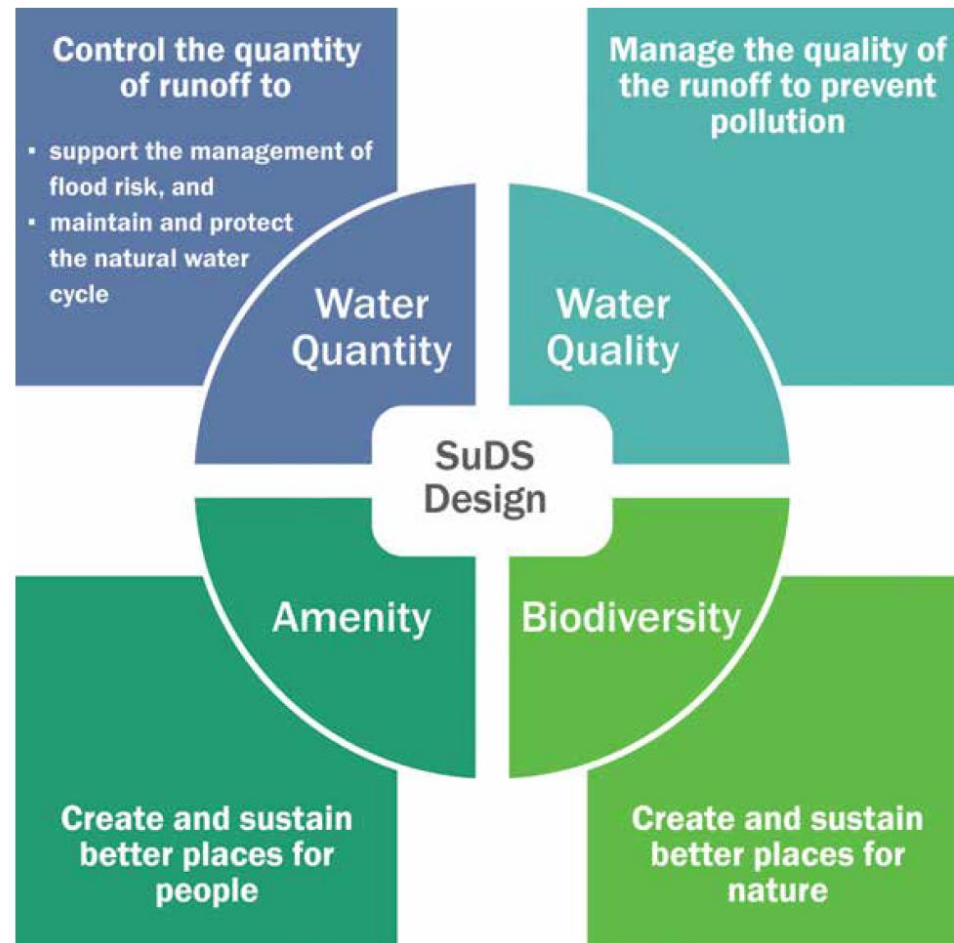 Control the quantity
of runoff to
▪ support the management of
flood risk, and
▪ maintain and protect
the natural water
cycle
Manage the quality of
the runoff to prevent
pollution
Water
Quantity
Water
Quality
SuDS
Design
Amenity
Biodiversity
Create and sustain
better places for
people
Create and sustain
better places for
nature